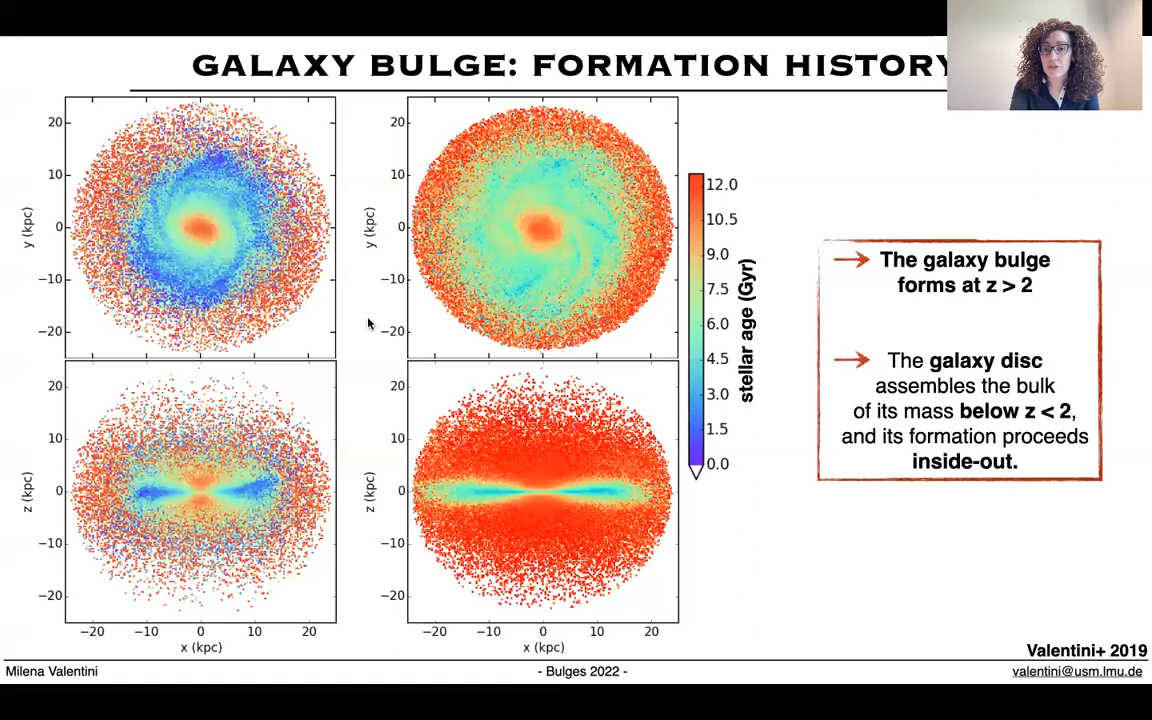 GALAXY BULGE: FORMATION HISTORY
20
10
0
−10
−20
y (kpc)
20
10
0
−10
−20
y (kpc)
20
10
0
−10
−20
z (kpc)
−20 −10 0 10 20
x (kpc)
20
10
0
−10
−20
z (kpc)
−20 −10 0 10 20
x (kpc)
12.0
10.5
9.0
7.5
6.0
4.5
3.0
1.5
0.0
stellar age (Gyr)
The galaxy bulge
forms at z > 2
The galaxy disc
assembles the bulk
of its mass below z < 2,
and its formation proceeds
inside-out.
Valentini+ 2019
Milena Valentini
- Bulges 2022 -
valentini@usm.lmu.de